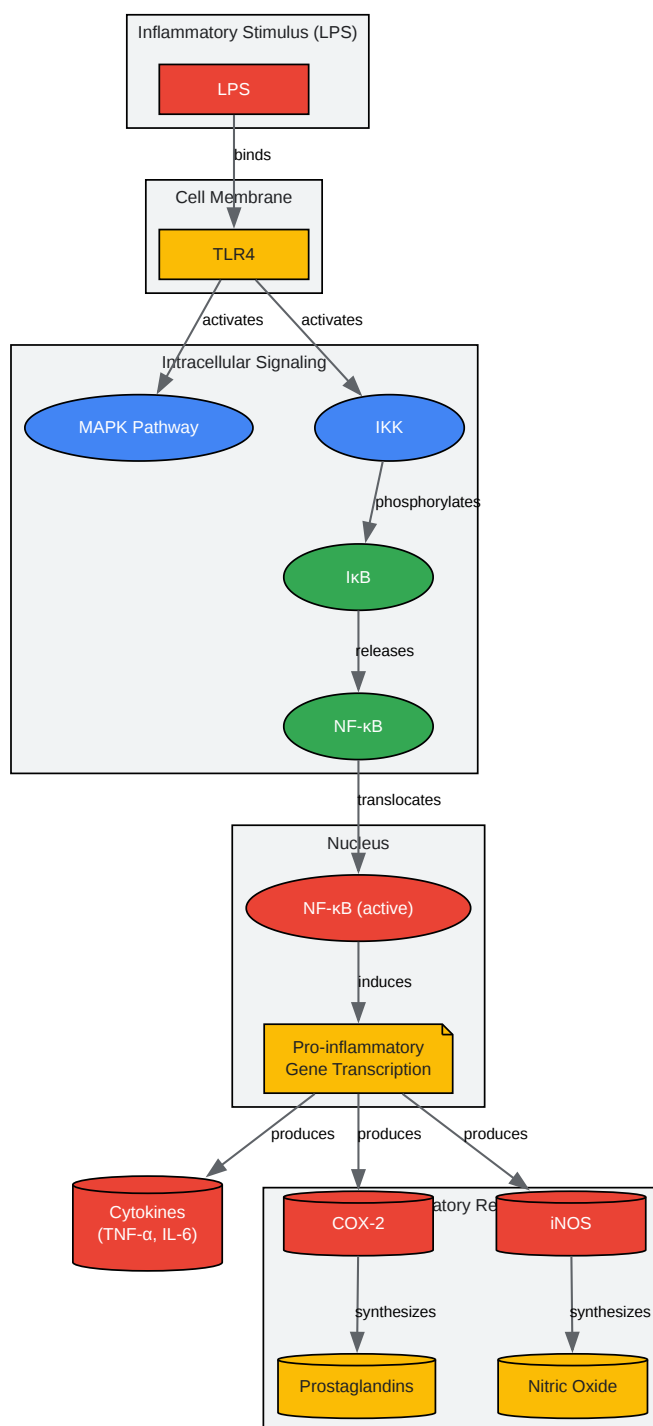 Inflammatory Stimulus (LPS)
LPS
binds
Cell Membrane
TLR4
activates
activates
Intracellular Signaling
MAPK Pathway
IKK
phosphorylates
IκB
releases
NF-κB
translocates
Nucleus
NF-κB (active)
induces
Pro-inflammatory
Gene Transcription
produces
produces
produces
Cytokines
(TNF-α, IL-6)
COX-2
iNOS
synthesizes
synthesizes
Prostaglandins
Nitric Oxide